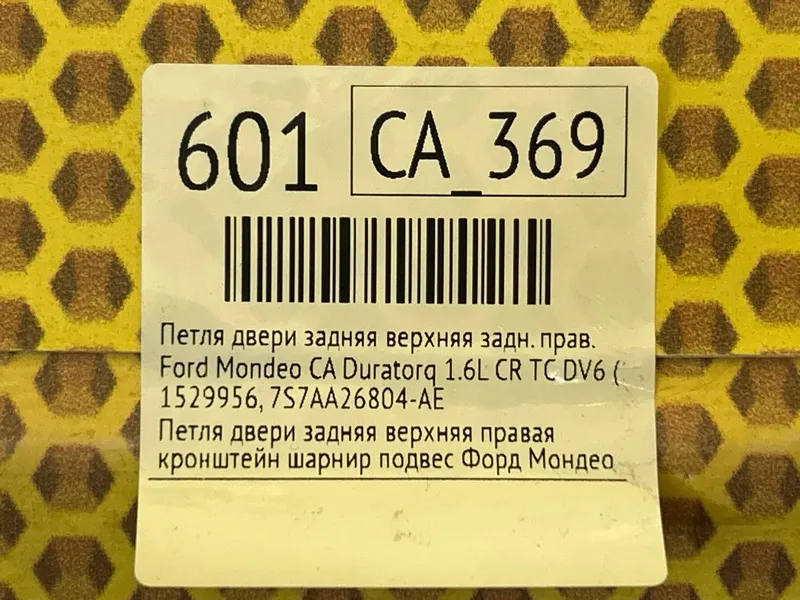 601 CA_369
Петля двери задняя верхняя задн. прав.
Ford Mondeo CA Duratorq 1.6L CR TC DV6 (
1529956, 7S7AA26804-AE
Петля двери задняя верхняя правая
кронштейн шарнир подвес Форд Мондео